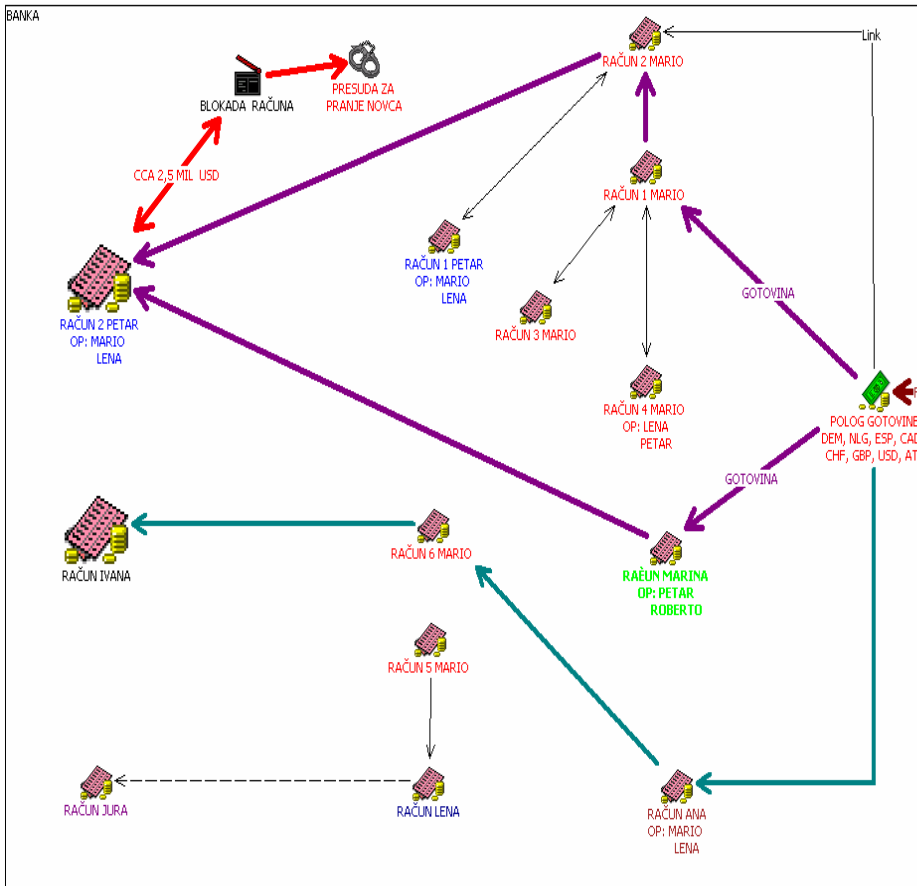 BANKA
Link
RAČUN 2 MARIO
PRESUDA ZA
PRANJE NOVCA
BLOKADA RAČUNA
CCA 2,5 MIL USD
RAČUN 1 MARIO
RAČUN 1 PETAR
OP: MARIO
LENA
GOTOVINA
RAČUN 3 MARIO
RAČUN 2 PETAR
OP: MARIO
LENA
RAČUN 4 MARIO
OP: LENA
PETAR
POLOG GOTOVINE
DEM, NLG, ESP, CAD
CHF, GBP, USD, AT
GOTOVINA
RAČUN 6 MARIO
RAČUN IVANA
RAÈUN MARINA
OP: PETAR
ROBERTO
RAČUN 5 MARIO
RAČUN JURA
RAČUN LENA
RAČUN ANA
OP: MARIO
LENA